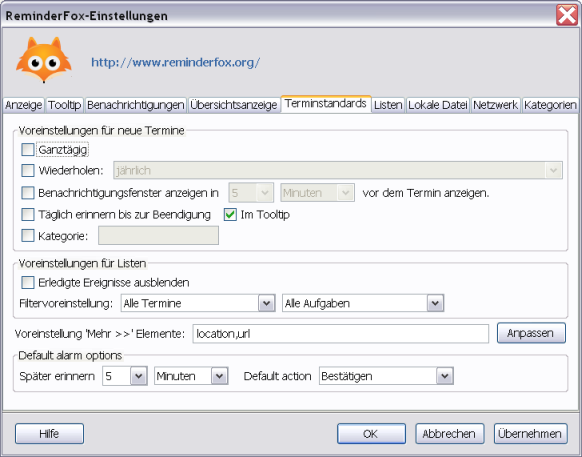 ReminderFox-Einstellungen
http://www.reminderfox.org/
Anzeige Tooltip Benachrichtigungen Übersichtsanzeige Terminstandards Listen Lokale Datei Netzwerk Kategorien
Voreinstellungen für neue Termine
Ganztägig
Wiederholen: jährlich
Benachrichtigungsfenster anzeigen in 5 Minuten vor dem Termin anzeigen.
Täglich erinnern bis zur Beendigung Im Tooltip
Kategorie:
Voreinstellungen für Listen
Erledigte Ereignisse ausblenden
Filtervoreinstellung: Alle Termine Alle Aufgaben
Voreinstellung 'Mehr >>' Elemente: location,url Anpassen
Default alarm options
Später erinnern 5 Minuten Default action Bestätigen
Hilfe OK Abbrechen Übernehmen